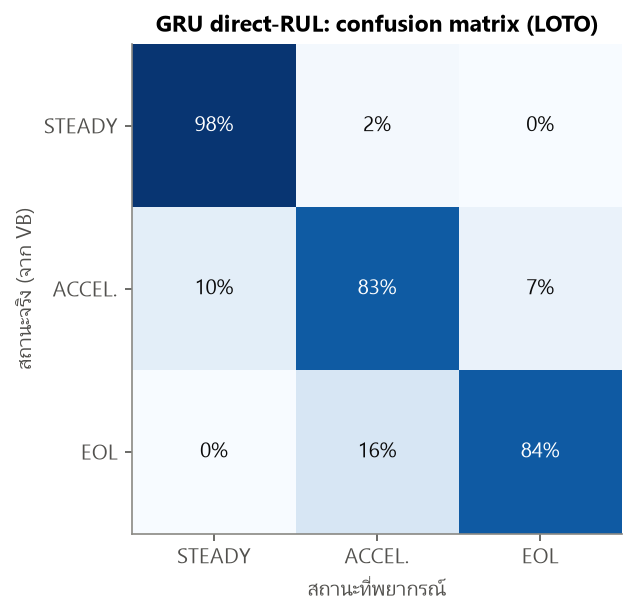 GRU direct-RUL: confusion matrix (LOTO)
STEADY 98% 2% 0%
สถานะจริง (จาก VB)
ACCEL. 10% 83% 7%
EOL 0% 16% 84%
STEADY ACCEL. EOL
สถานะที่พยากรณ์